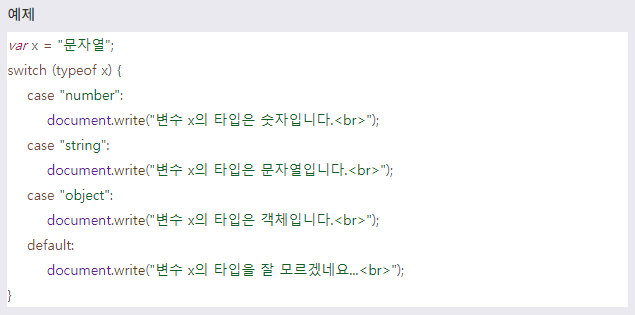 예제
var x = "문자열";
switch (typeof x) {
case "number":
document.write("변수 x의 타입은 숫자입니다.<br>");
case "string":
document.write("변수 x의 타입은 문자열입니다.<br>");
case "object":
document.write("변수 x의 타입은 객체입니다.<br>");
default:
document.write("변수 x의 타입을 잘 모르겠네요...<br>");
}